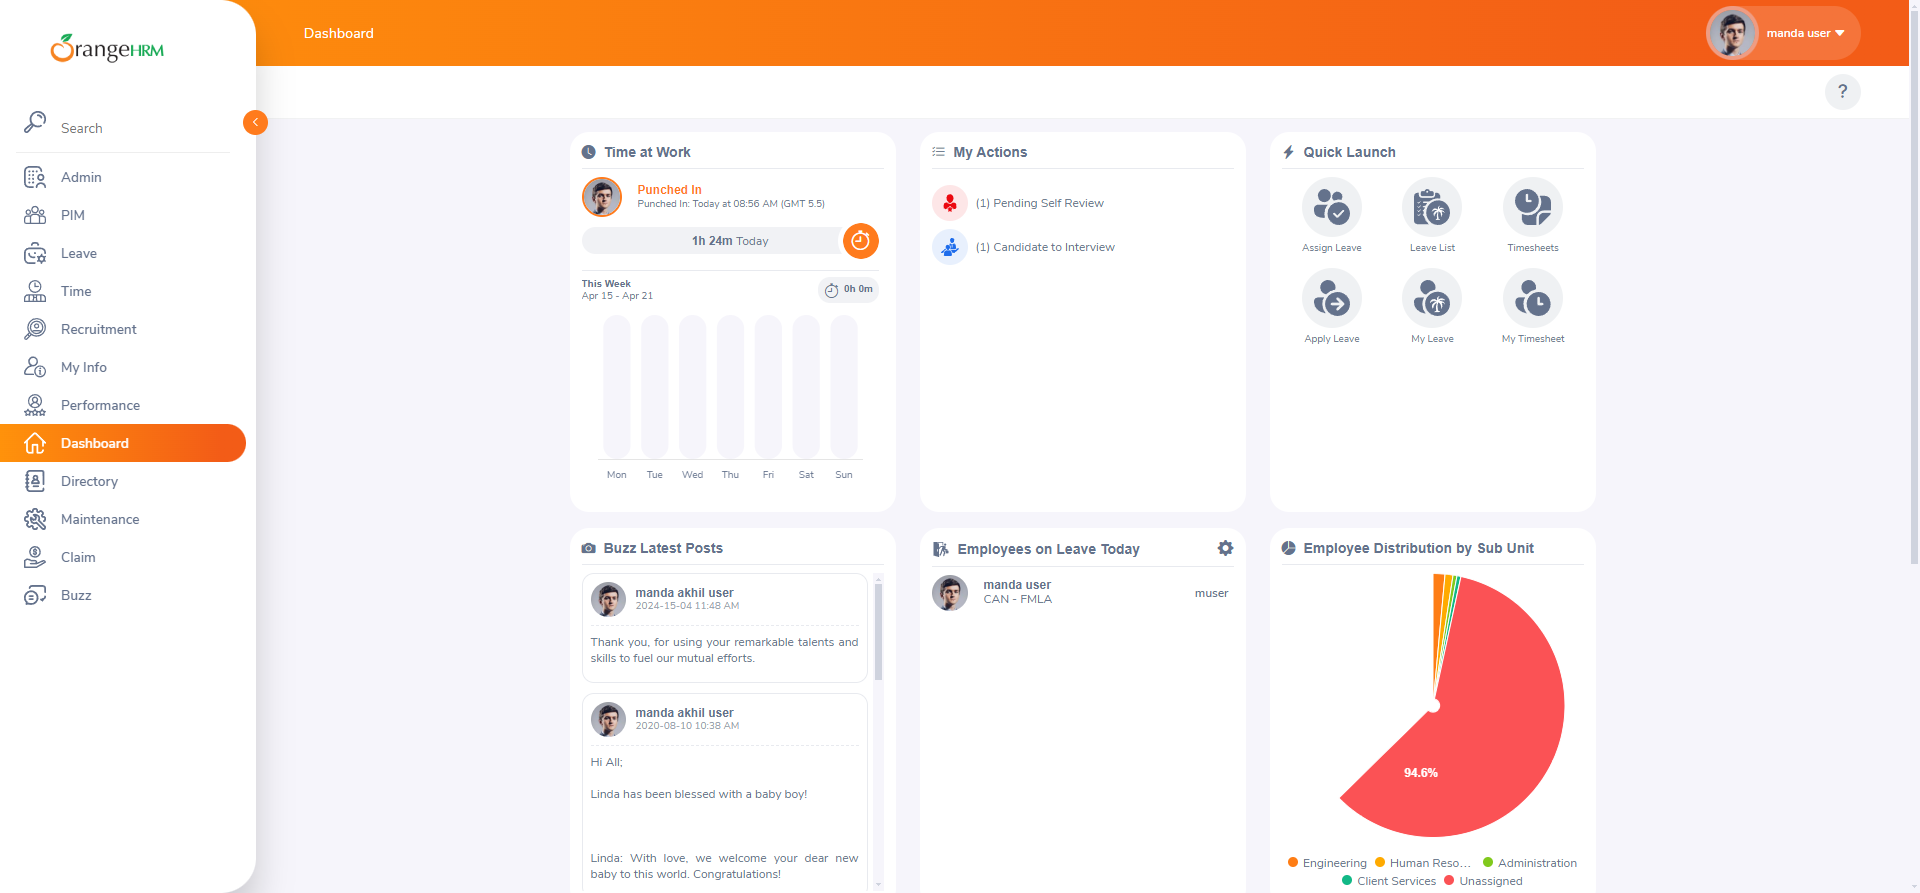 OrangeHRM
Dashboard
manda user
?
Search
Admin
PIM
Leave
Time
Recruitment
My Info
Performance
Dashboard
Directory
Maintenance
Claim
Buzz
Time at Work
Punched In
Punched In: Today at 08:56 AM (GMT 5.5)
1h 24m Today
This Week
Apr 15 - Apr 21
0h 0m
Mon Tue Wed Thu Fri Sat Sun
My Actions
(1) Pending Self Review
(1) Candidate to Interview
Quick Launch
Assign Leave Leave List Timesheets
Apply Leave My Leave My Timesheet
Buzz Latest Posts
manda akhil user
2024-15-04 11:48 AM
Thank you, for using your remarkable talents and
skills to fuel our mutual efforts.
manda akhil user
2020-08-10 10:38 AM
Hi All;
Linda has been blessed with a baby boy!
Linda: With love, we welcome your dear new
baby to this world. Congratulations!
Employees on Leave Today
manda user
CAN - FMLA
muser
Employee Distribution by Sub Unit
94.6%
Engineering Human Reso... Administration
Client Services Unassigned